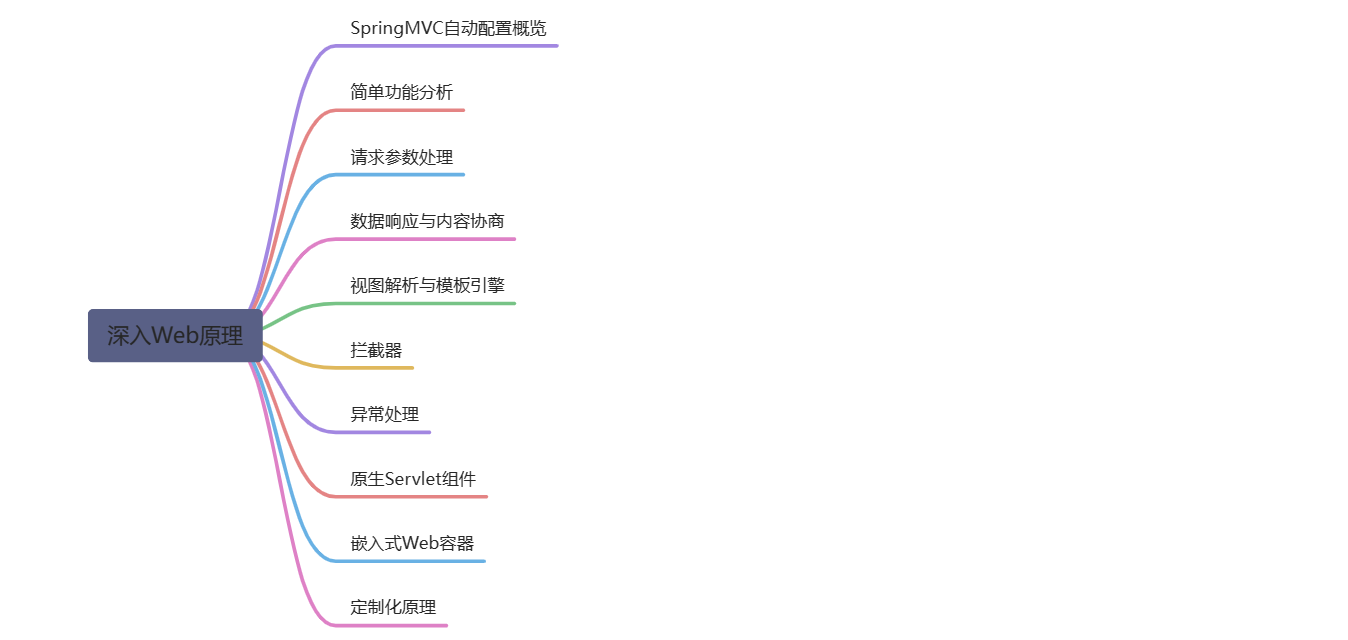 SpringMVC自动配置概览
简单功能分析
请求参数处理
数据响应与内容协商
视图解析与模板引擎
深入Web原理
拦截器
异常处理
原生Servlet组件
嵌入式Web容器
定制化原理